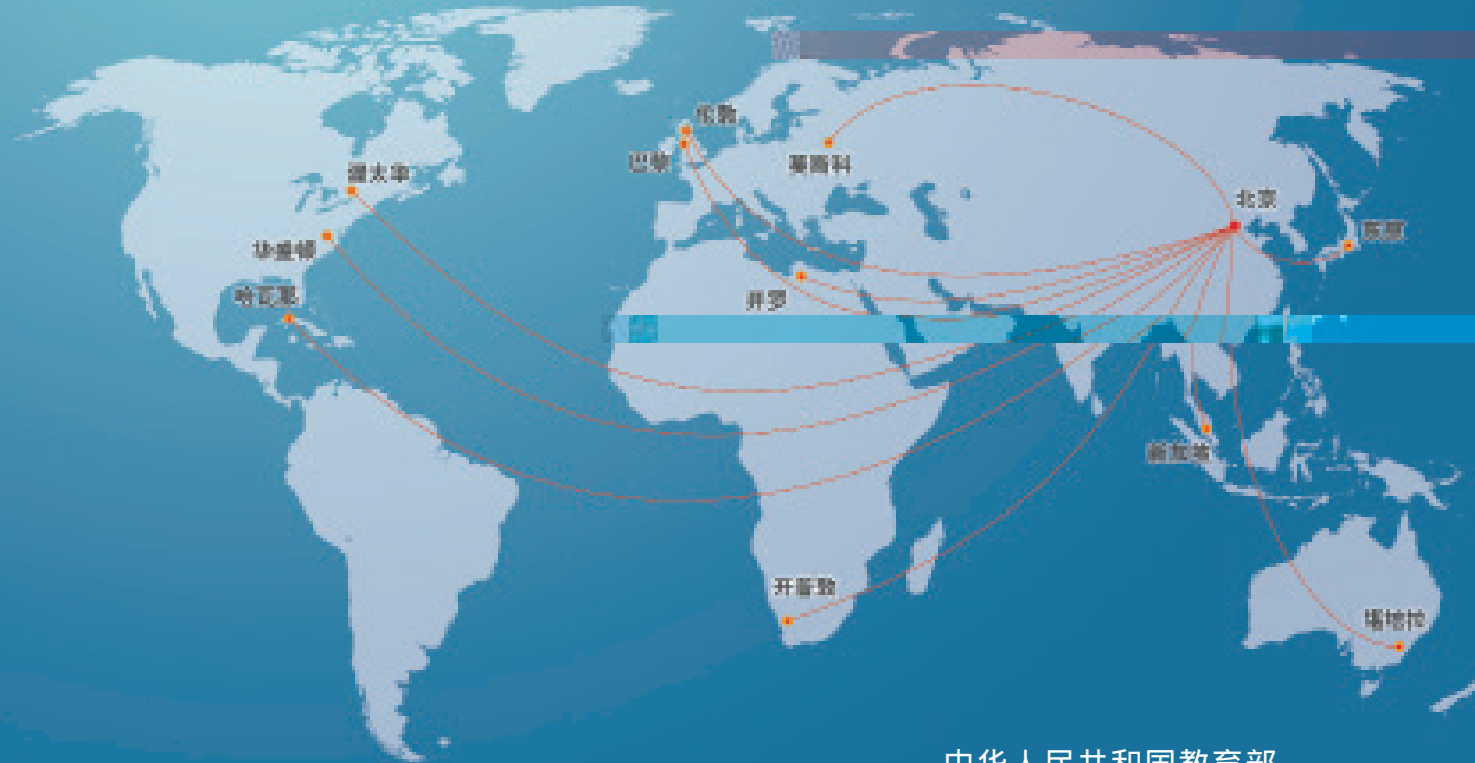 伦敦
巴黎
莫斯科
渥太华
北京
东京
华盛顿
哈瓦那
开罗
新加坡
开普敦
堪培拉
中华人民共和国教育部